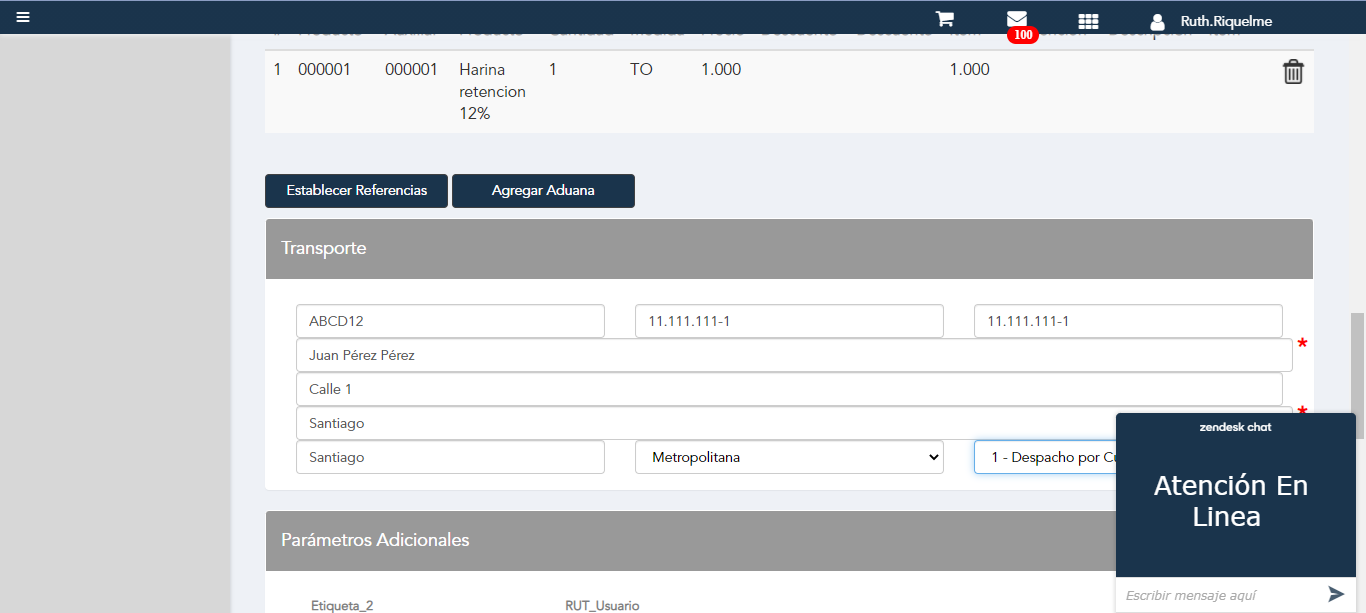 Ruth.Riquelme
100
1 000001 000001 Harina 1 TO 1.000 1.000
retencion
12%
Establecer Referencias Agregar Aduana
Transporte
ABCD12 11.111.111-1 11.111.111-1
*
Juan Pérez Pérez
Calle 1
*
Santiago
Santiago Metropolitana 1 - Despacho por
zendesk chat
Atención En
Linea
Parámetros Adicionales
Escribir mensaje aquí
Etiqueta_2 RUT_Usuario